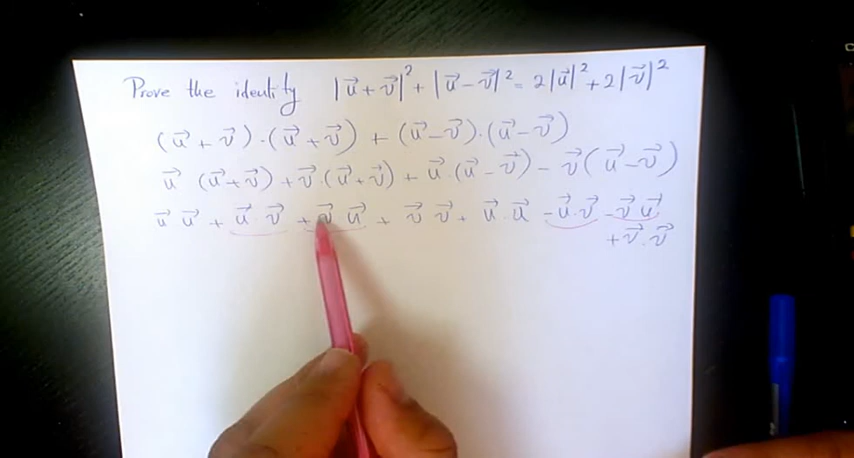 Prove the identity |u⃗ + v⃗|² + |u⃗ - v⃗|² = 2|u⃗|² + 2|v⃗|²
(u⃗ + v⃗) · (u⃗ + v⃗) + (u⃗ - v⃗) · (u⃗ - v⃗)
u⃗ (u⃗ + v⃗) + v⃗ · (u⃗ + v⃗) + u⃗ · (u⃗ - v⃗) - v⃗ (u⃗ - v⃗)
u⃗ u⃗ + u⃗ · v⃗ + v⃗ u⃗ + v⃗ v⃗ + u⃗ · u⃗ - u⃗ · v⃗ - v⃗ u⃗
+ v⃗ · v⃗